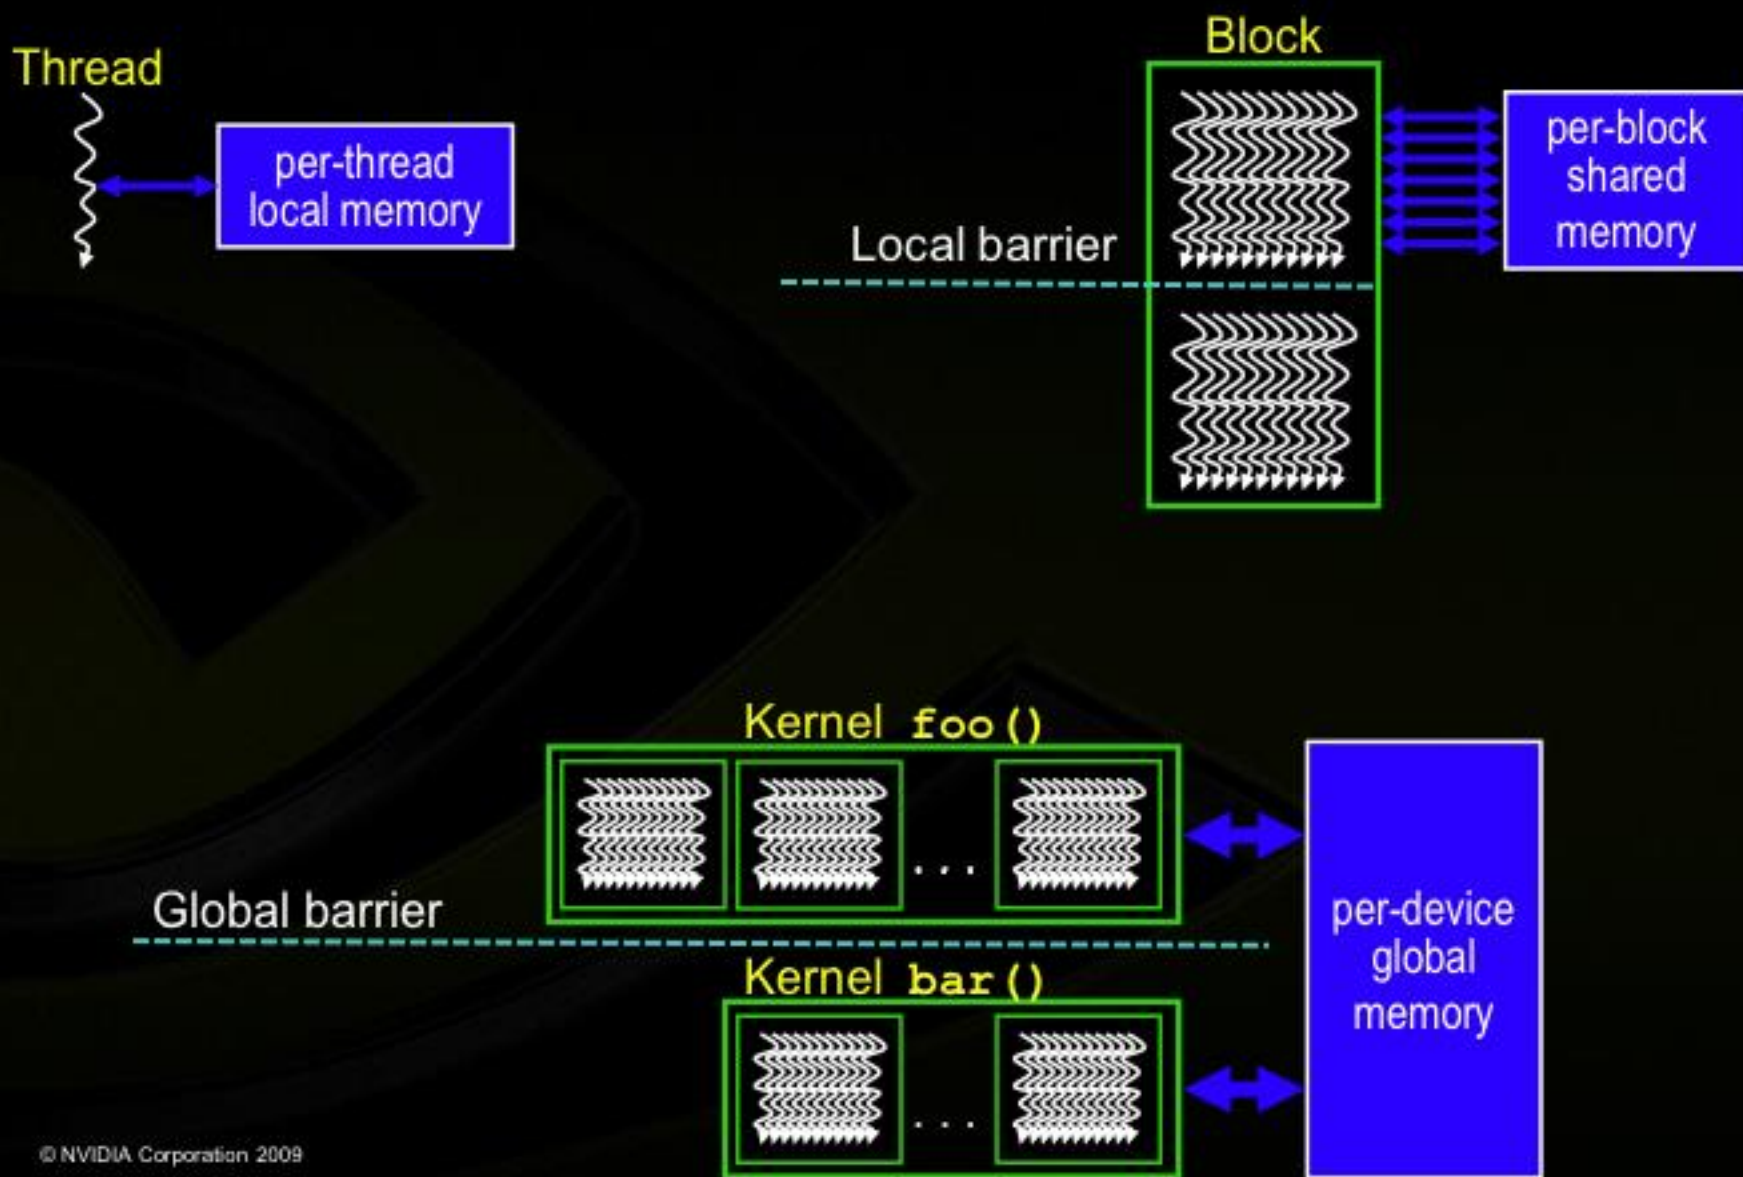 Thread
per-thread
local memory
Block
per-block
shared
memory
Local barrier
Kernel foo()
Global barrier
Kernel bar()
per-device
global
memory
...
...
© NVIDIA Corporation 2009